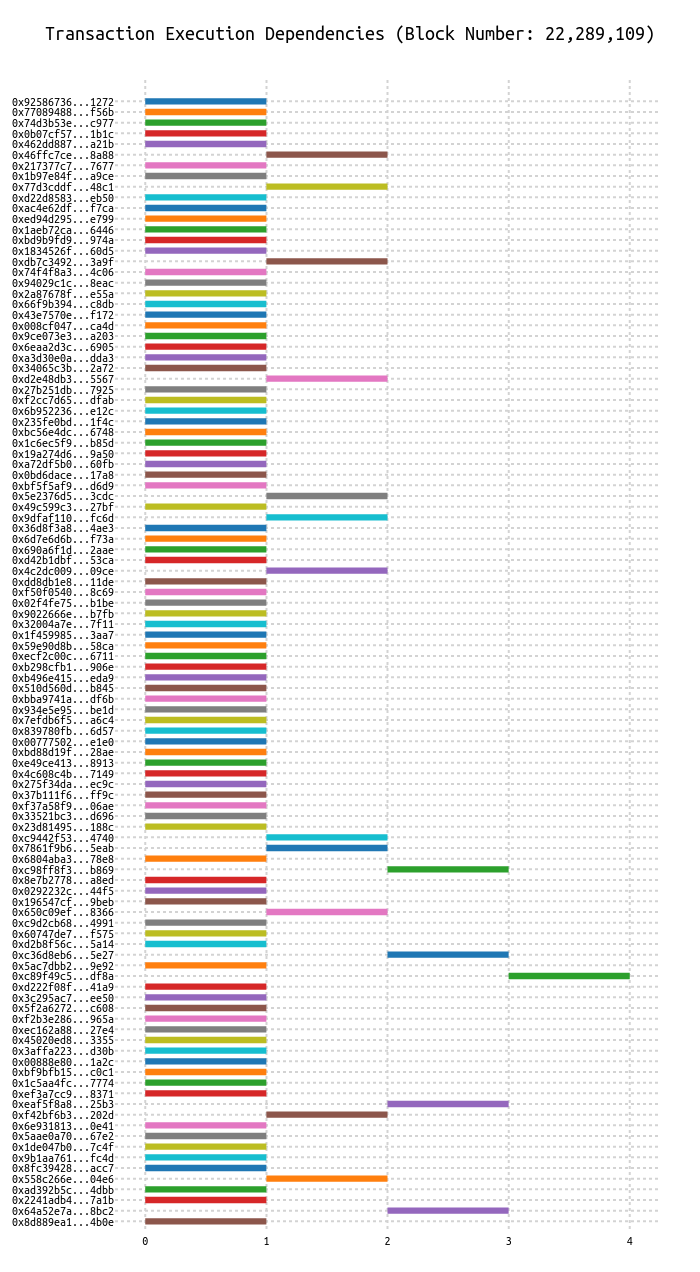 Transaction Execution Dependencies (Block Number: 22,289,109)
0x92586736...1272
0x77089488...f56b
0x74d3b53e...c977
0x0b07cf57...1b1c
0x462dd887...a21b
0x46ffc7ce...8a88
0x217377c7...7677
0x1b97e84f...a9ce
0x77d3cddf...48c1
0xd22d8583...eb50
0xac4e62df...f7ca
0xed94d295...e799
0x1aeb72ca...6446
0xbd9b9fd9...974a
0x1834526f...60d5
0xdb7c3492...3a9f
0x74f4f8a3...4c06
0x94029c1c...8eac
0x2a87678f...e55a
0x66f9b394...c8db
0x43e7570e...f172
0x008cf047...ca4d
0x9ce073e3...a203
0x6eaa2d3c...6905
0xa3d30e0a...dda3
0x34065c3b...2a72
0xd2e48db3...5567
0x27b251db...7925
0xf2cc7d65...dfab
0x6b952236...e12c
0x235fe0bd...1f4c
0xbc56e4dc...6748
0x1c6ec5f9...b85d
0x19a274d6...9a50
0xa72df5b0...60fb
0x0bd6dace...17a8
0xbf5f5af9...d6d9
0x5e2376d5...3cdc
0x49c599c3...27bf
0x9dfaf110...fc6d
0x36d8f3a8...4ae3
0x6d7e6d6b...f73a
0x690a6f1d...2aae
0xd42b1dbf...53ca
0x4c2dc009...09ce
0xdd8db1e8...11de
0xf50f0540...8c69
0x02f4fe75...b1be
0x9022666e...b7fb
0x32004a7e...7f11
0x1f459985...3aa7
0x59e90d8b...58ca
0xecf2c00c...6711
0xb298cfb1...906e
0xb496e415...eda9
0x510d560d...b845
0xbba9741a...df6b
0x934e5e95...be1d
0x7efdb6f5...a6c4
0x839780fb...6d57
0x00777502...e1e0
0xbd88d19f...28ae
0xe49ce413...8913
0x4c608c4b...7149
0x275f34da...ec9c
0x37b111f6...ff9c
0xf37a58f9...06ae
0x33521bc3...d696
0x23d81495...188c
0xc9442f53...4740
0x7861f9b6...5eab
0x6804aba3...78e8
0xc98ff8f3...b869
0x8e7b2778...a8ed
0x0292232c...44f5
0x196547cf...9beb
0x650c09ef...8366
0xc9d2cb68...4991
0x60747de7...f575
0xd2b8f56c...5a14
0xc36d8eb6...5e27
0x5ac7dbb2...9e92
0xc89f49c5...df8a
0xd222f08f...41a9
0x3c295ac7...ee50
0x5f2a6272...c608
0xf2b3e286...965a
0xec162a88...27e4
0x45020ed8...3355
0x3affa223...d30b
0x00888e80...1a2c
0xbf9bfb15...c0c1
0x1c5aa4fc...7774
0xef3a7cc9...8371
0xeaf5f8a8...25b3
0xf42bf6b3...202d
0x6e931813...0e41
0x5aae0a70...67e2
0x1de047b0...7c4f
0x9b1aa761...fc4d
0x8fc39428...acc7
0x558c266e...04e6
0xad392b5c...4dbb
0x2241adb4...7a1b
0x64a52e7a...8bc2
0x8d889ea1...4b0e
0 1 2 3 4